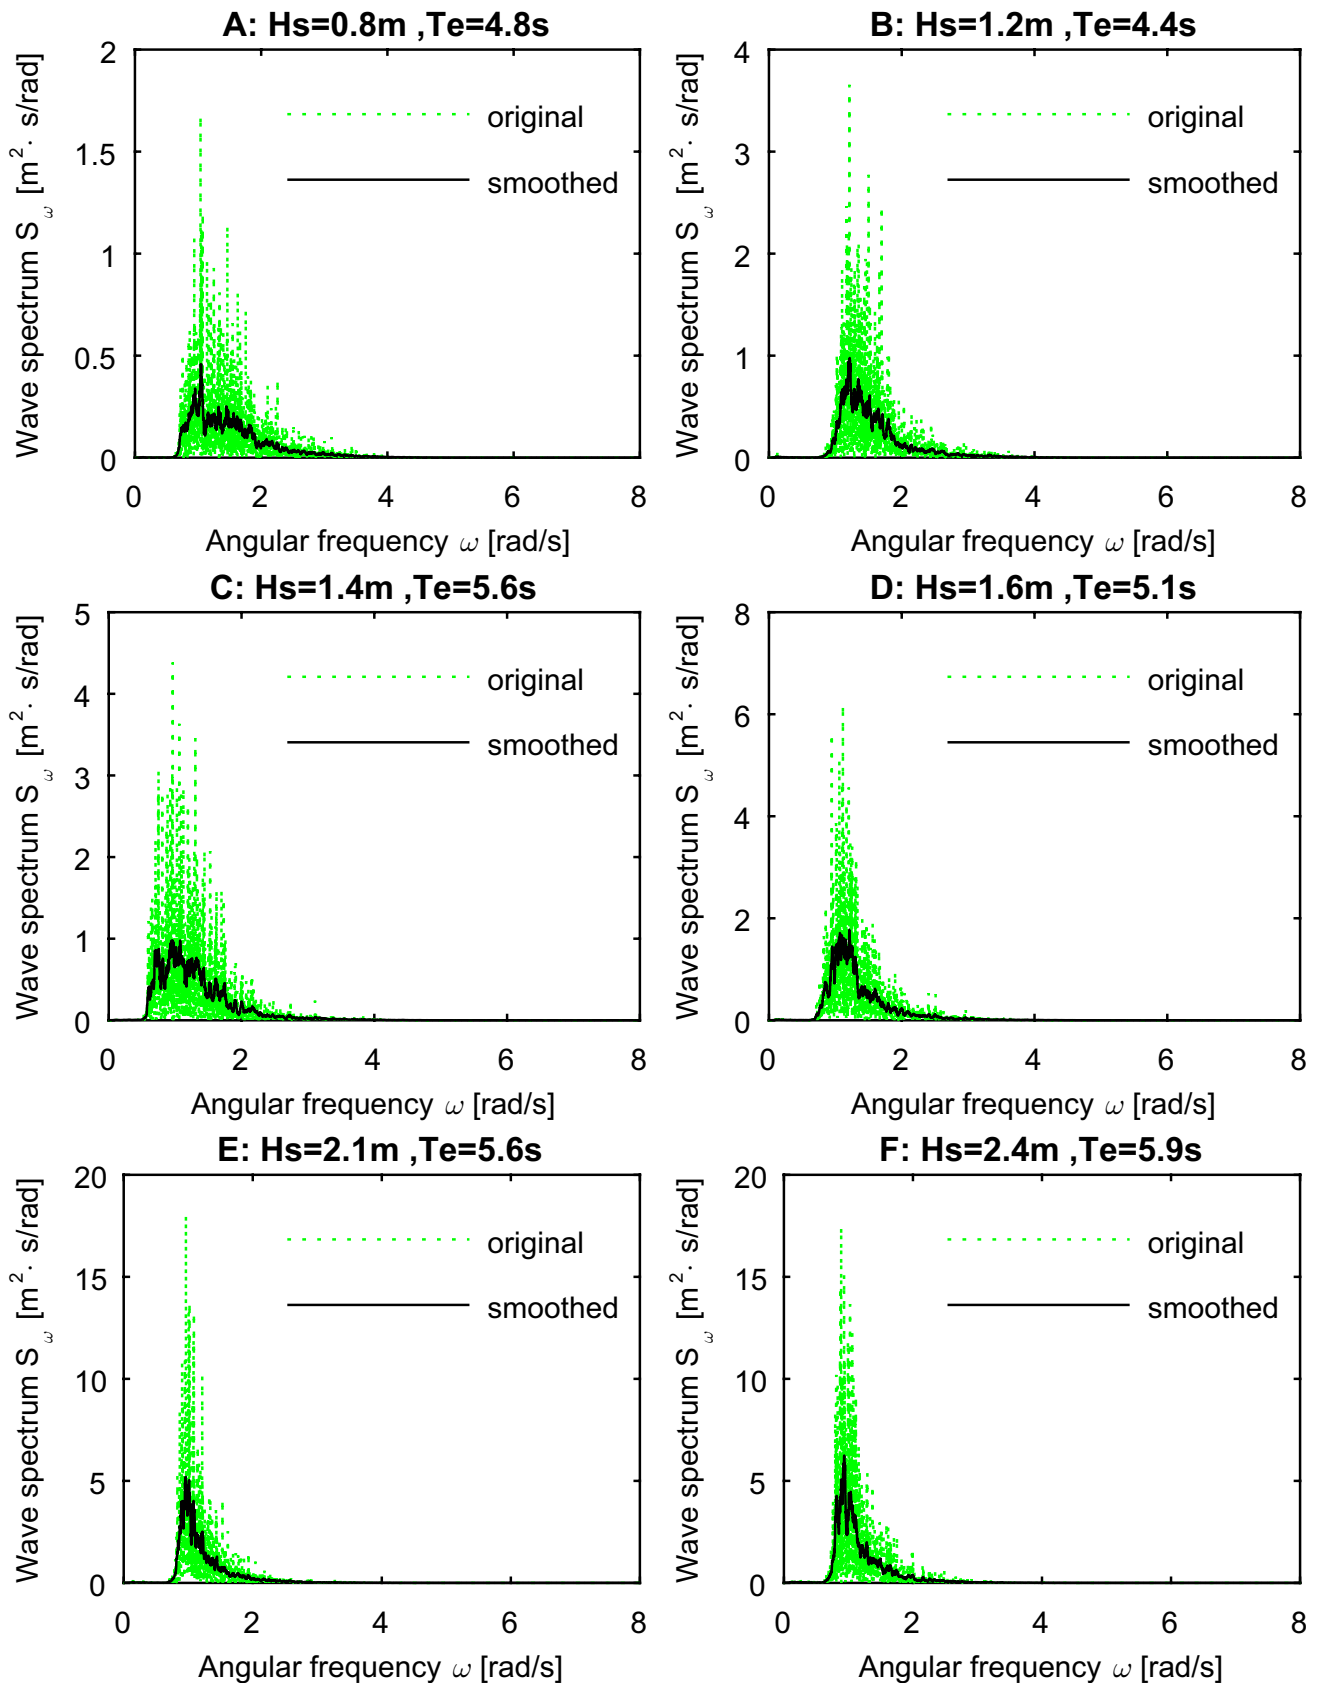 A: Hs=0.8m ,Te=4.8s
Wave spectrum S_ω [m²· s/rad]
2
1.5
1
0.5
0
original
smoothed
0 2 4 6 8
Angular frequency ω [rad/s]
B: Hs=1.2m ,Te=4.4s
Wave spectrum S_ω [m²· s/rad]
4
3
2
1
0
original
smoothed
0 2 4 6 8
Angular frequency ω [rad/s]
C: Hs=1.4m ,Te=5.6s
Wave spectrum S_ω [m²· s/rad]
5
4
3
2
1
0
original
smoothed
0 2 4 6 8
Angular frequency ω [rad/s]
D: Hs=1.6m ,Te=5.1s
Wave spectrum S_ω [m²· s/rad]
8
6
4
2
0
original
smoothed
0 2 4 6 8
Angular frequency ω [rad/s]
E: Hs=2.1m ,Te=5.6s
Wave spectrum S_ω [m²· s/rad]
20
15
10
5
0
original
smoothed
0 2 4 6 8
Angular frequency ω [rad/s]
F: Hs=2.4m ,Te=5.9s
Wave spectrum S_ω [m²· s/rad]
20
15
10
5
0
original
smoothed
0 2 4 6 8
Angular frequency ω [rad/s]